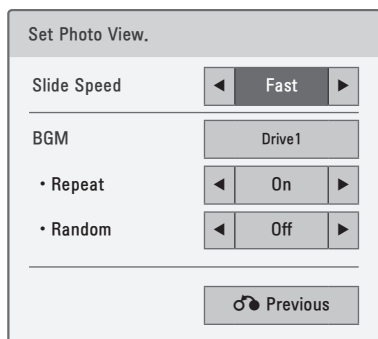 Set Photo View.
Slide Speed ◀ Fast ▶
BGM Drive1
• Repeat ◀ On ▶
• Random ◀ Off ▶
Previous